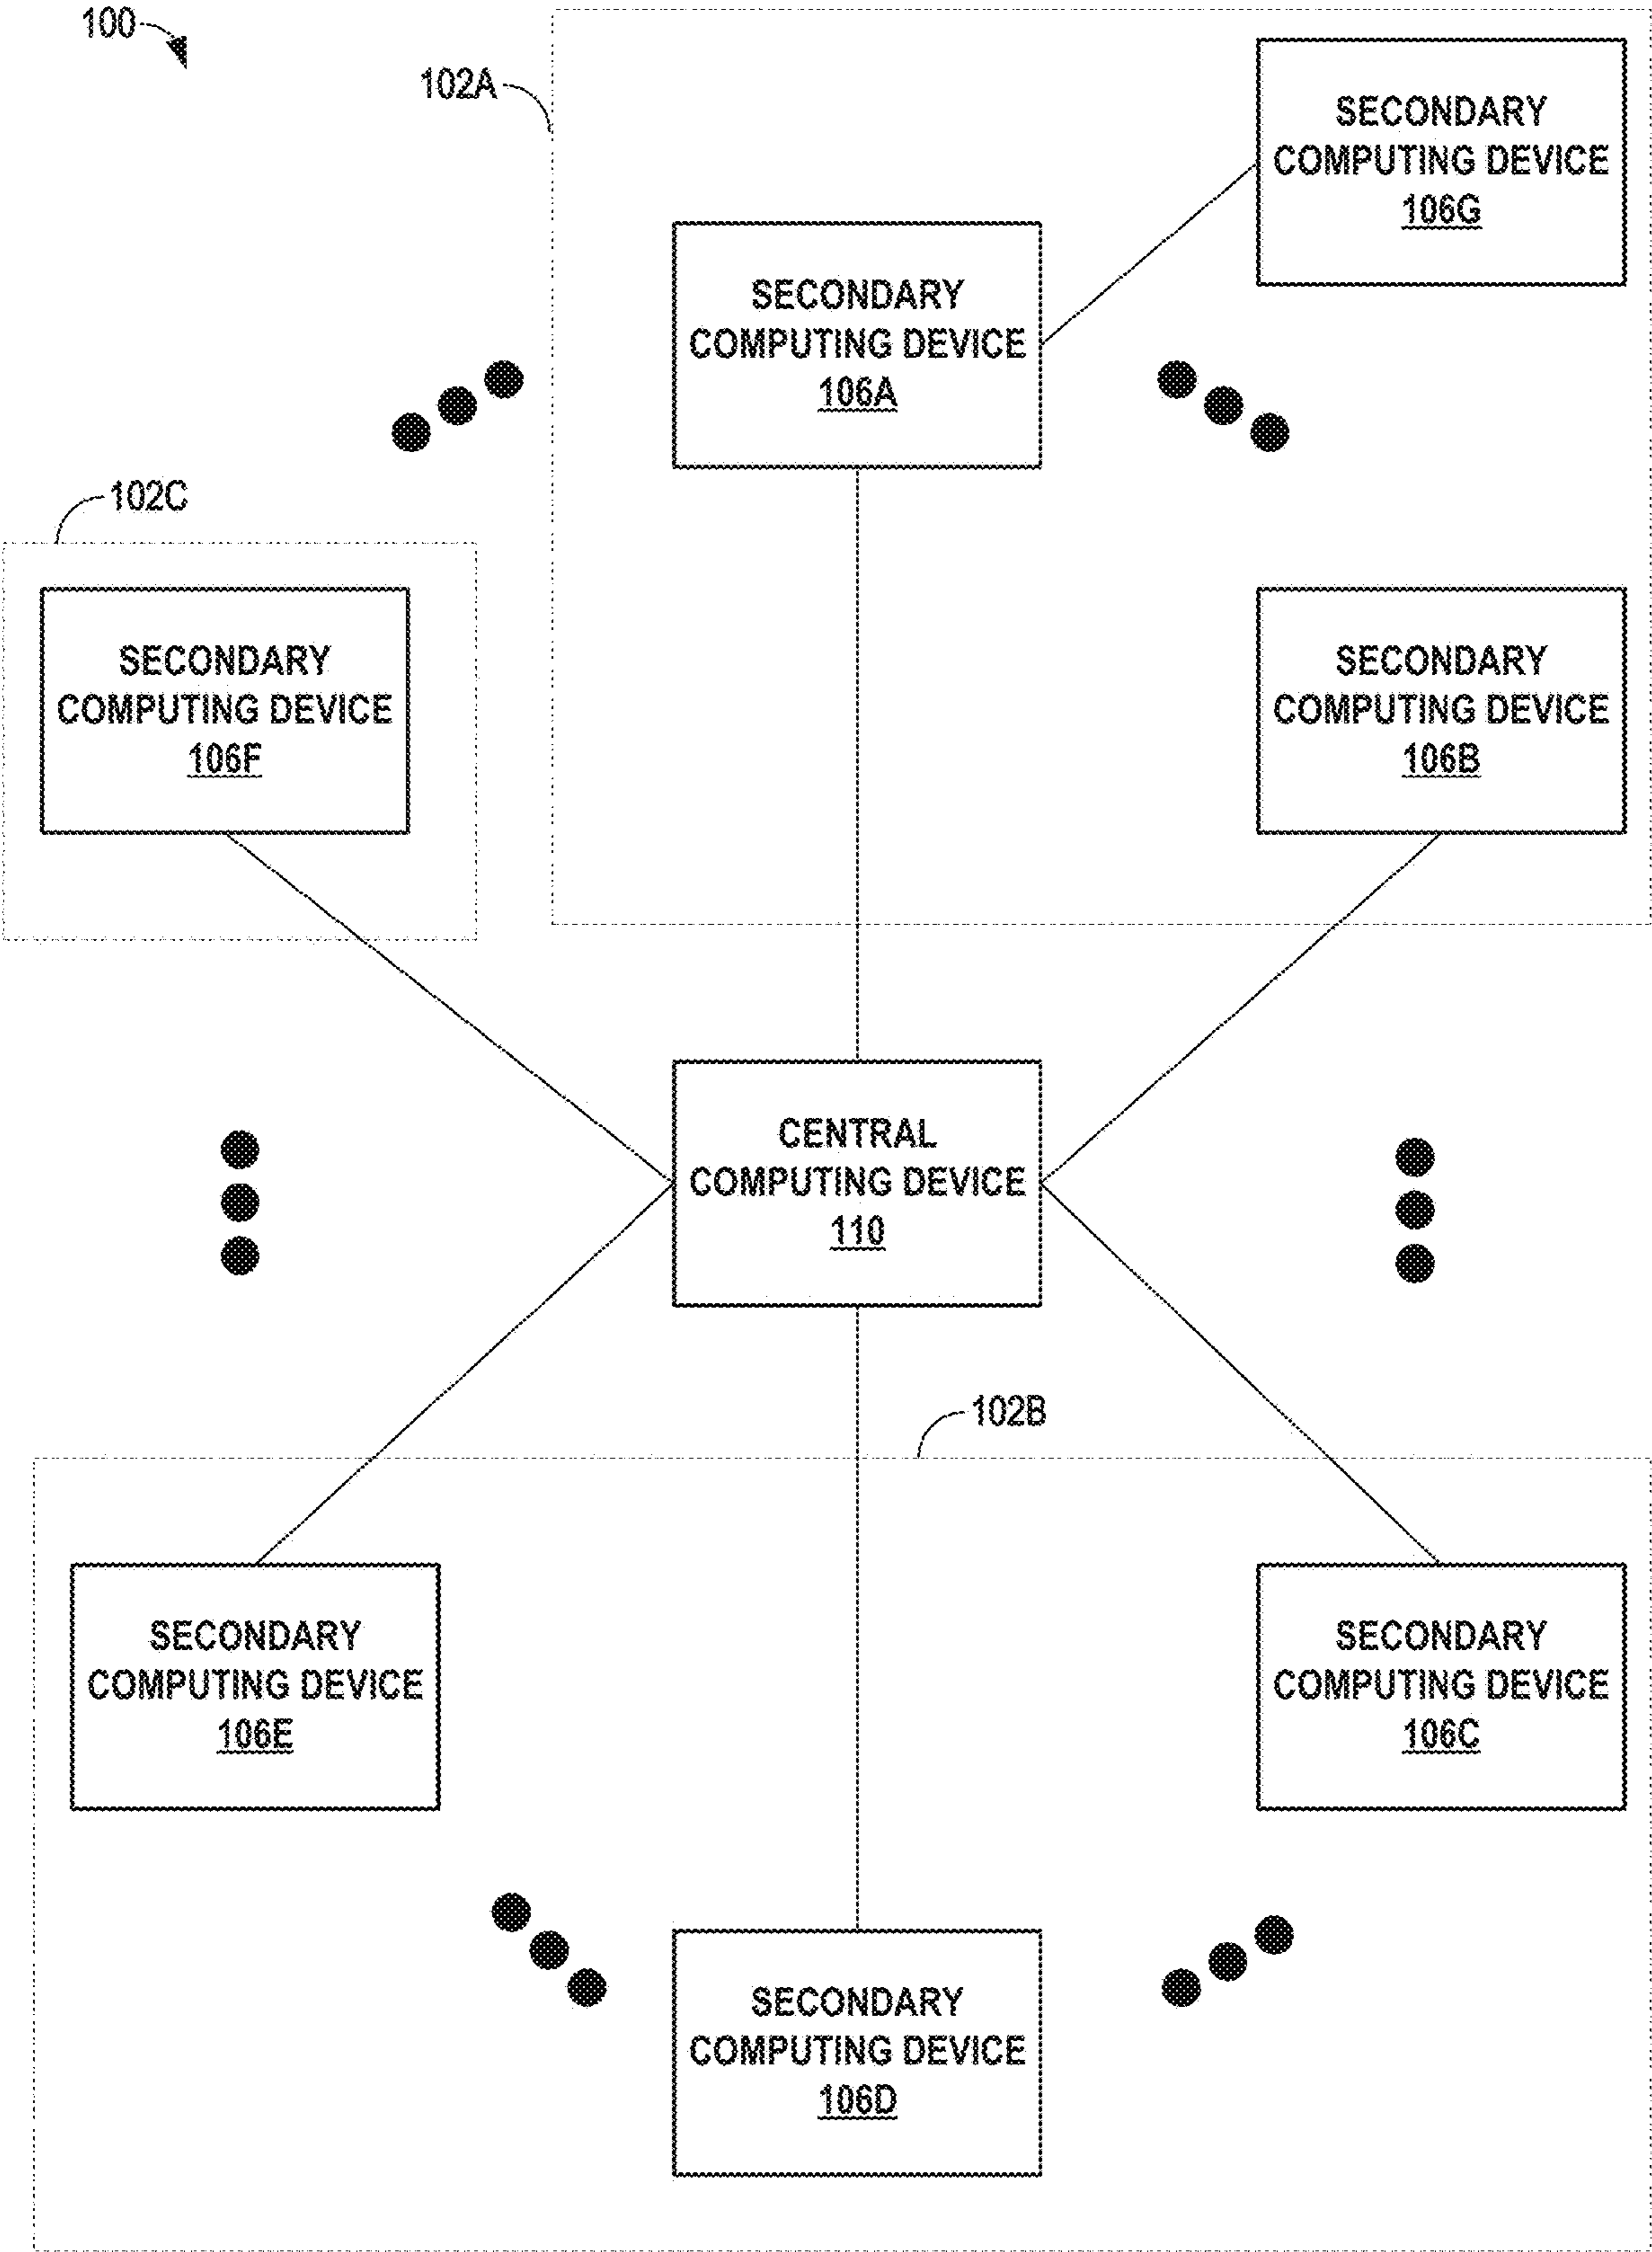 100
102A
SECONDARY
COMPUTING DEVICE
106G
SECONDARY
COMPUTING DEVICE
106A
102C
SECONDARY
COMPUTING DEVICE
106F
SECONDARY
COMPUTING DEVICE
106B
CENTRAL
COMPUTING DEVICE
110
102B
SECONDARY
COMPUTING DEVICE
106E
SECONDARY
COMPUTING DEVICE
106C
SECONDARY
COMPUTING DEVICE
106D